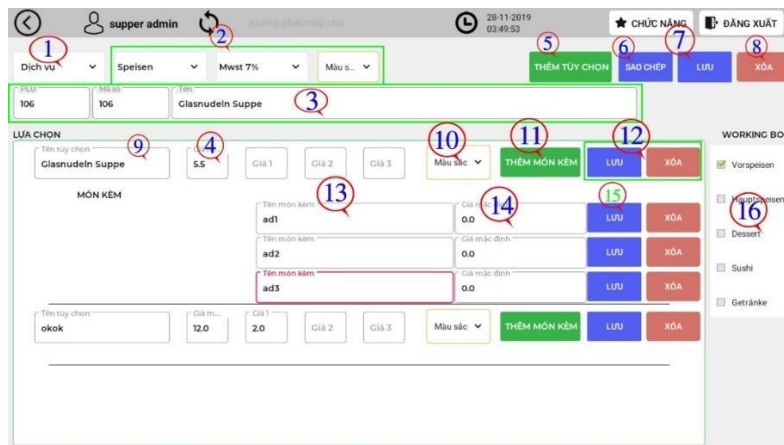 supper admin
Không phải máy chủ
28-11-2019
03:49:53
CHỨC NĂNG
ĐĂNG XUẤT
1
2
5
6
7
8
Dịch vụ
Speisen
Mwst 7%
Màu s...
THÊM TÙY CHỌN
SAO CHÉP
LƯU
XÓA
PLU
106
Mã số
106
Tên
Glasnudeln Suppe
3
LỰA CHỌN
WORKING BO
9
4
10
11
12
Tên tùy chọn
Glasnudeln Suppe
5.5
Giá 1
Giá 2
Giá 3
Màu sắc
THÊM MÓN KÈM
LƯU
XÓA
Vorspeisen
MÓN KÈM
13
14
15
16
Tên món kèm
ad1
Giá mặc định
0.0
LƯU
XÓA
Hauptspeisen
Tên món kèm
ad2
Giá mặc định
0.0
LƯU
XÓA
Dessert
Tên món kèm
ad3
Giá mặc định
0.0
LƯU
XÓA
Sushi
Tên tùy chọn
okok
Giá m...
12.0
Giá 1
2.0
Giá 2
Giá 3
Màu sắc
THÊM MÓN KÈM
LƯU
XÓA
Getränke